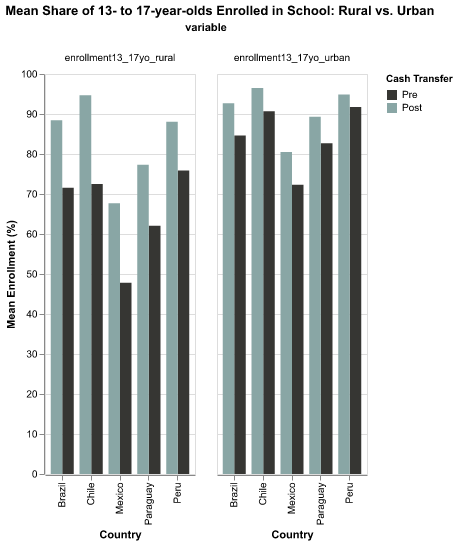 Mean Share of 13- to 17-year-olds Enrolled in School: Rural vs. Urban
variable
enrollment13_17yo_rural
enrollment13_17yo_urban
Cash Transfer
Pre
Post
100
90
80
70
60
50
40
30
20
10
0
Mean Enrollment (%)
Brazil
Chile
Mexico
Paraguay
Peru
Brazil
Chile
Mexico
Paraguay
Peru
Country
Country